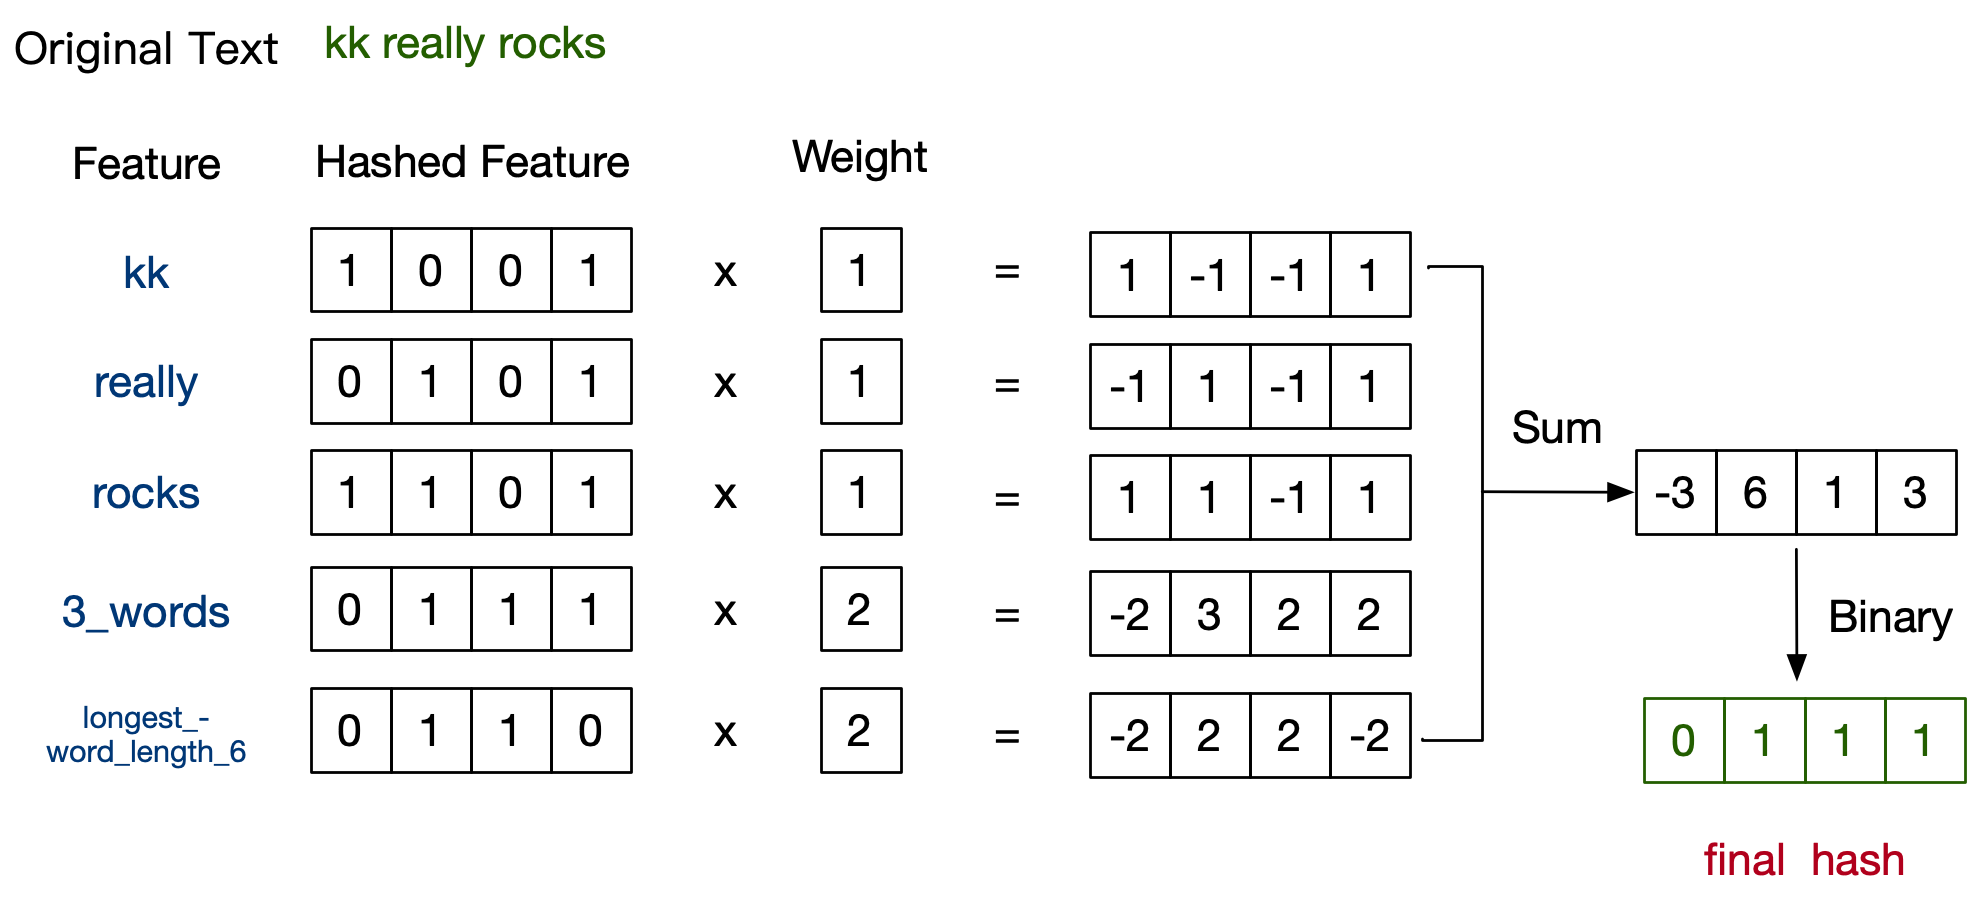 Original Text kk really rocks
Feature Hashed Feature Weight
kk 1 0 0 1 x 1 = 1 -1 -1 1
really 0 1 0 1 x 1 = -1 1 -1 1
Sum
rocks 1 1 0 1 x 1 = 1 1 -1 1
-3 6 1 3
3_words 0 1 1 1 x 2 = -2 3 2 2
Binary
longest_-
word_length_6
0 1 1 0 x 2 = -2 2 2 -2
0 1 1 1
final hash